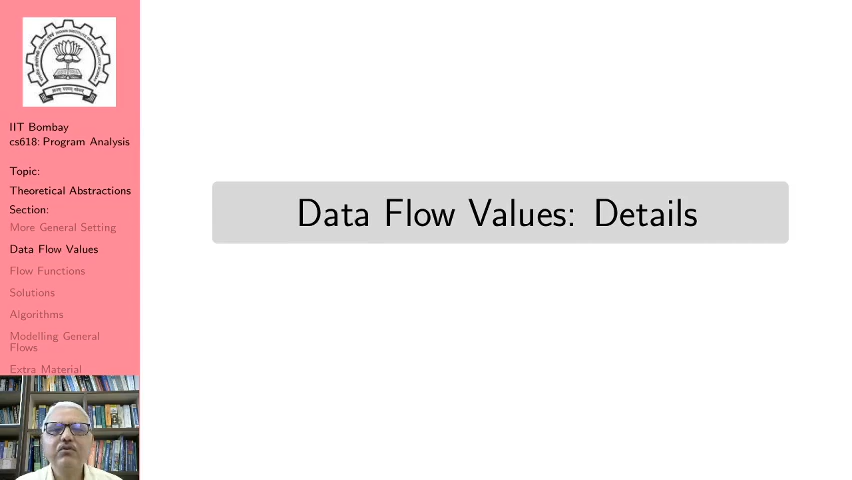 IIT Bombay
cs618: Program Analysis
Topic:
Theoretical Abstractions
Section:
More General Setting
Data Flow Values
Flow Functions
Solutions
Algorithms
Modelling General
Flows
Extra Material
Data Flow Values: Details